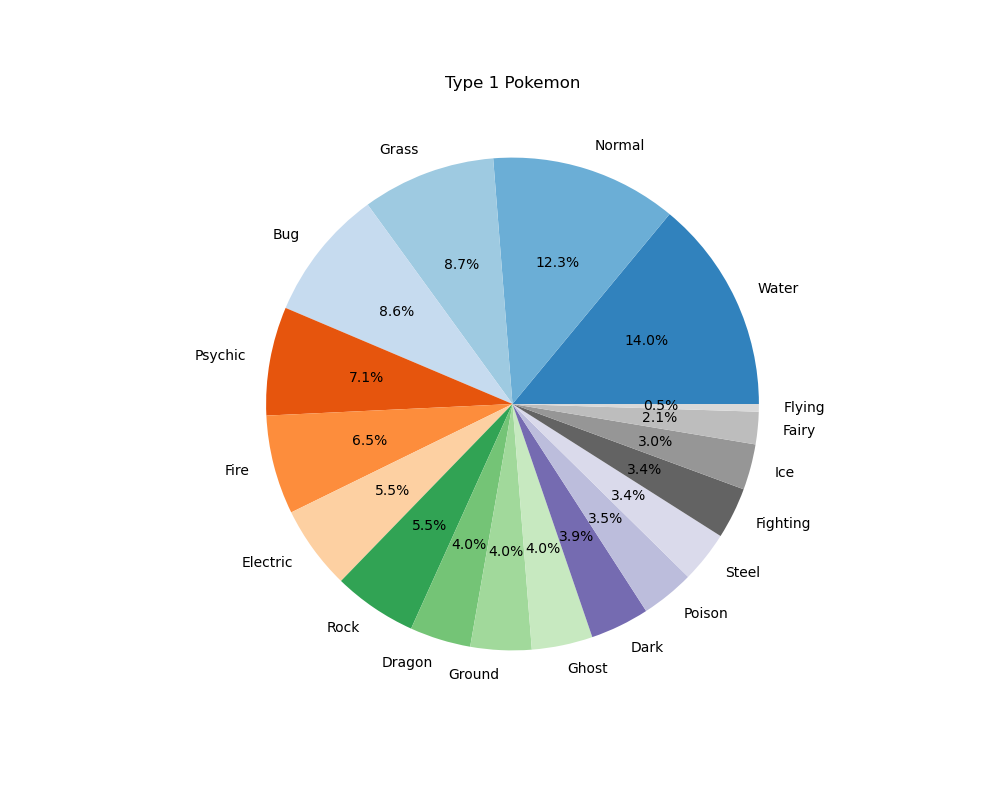 Type 1 Pokemon
Water
14.0%
Normal
12.3%
Grass
8.7%
Bug
8.6%
Psychic
7.1%
Fire
6.5%
Electric
5.5%
Rock
5.5%
Dragon
4.0%
Ground
4.0%
Ghost
4.0%
Dark
3.9%
Poison
3.5%
Steel
3.4%
Fighting
3.4%
Ice
3.0%
Fairy
2.1%
Flying
0.5%